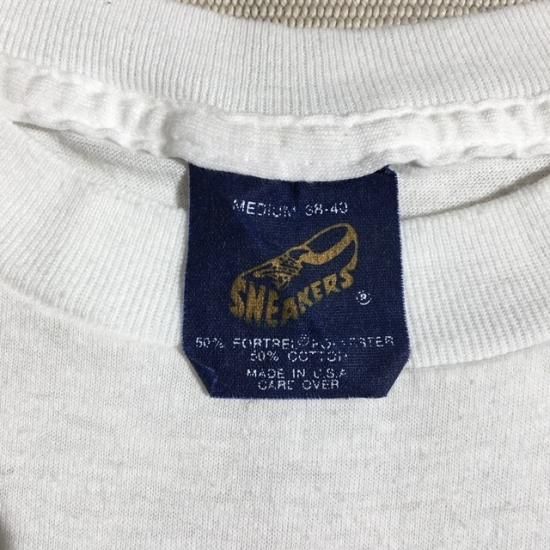 MEDIUM 38-40
SNEAKERS ®
50% FORTREL® POLYESTER
50% COTTON
MADE IN U.S.A
CARE OVER